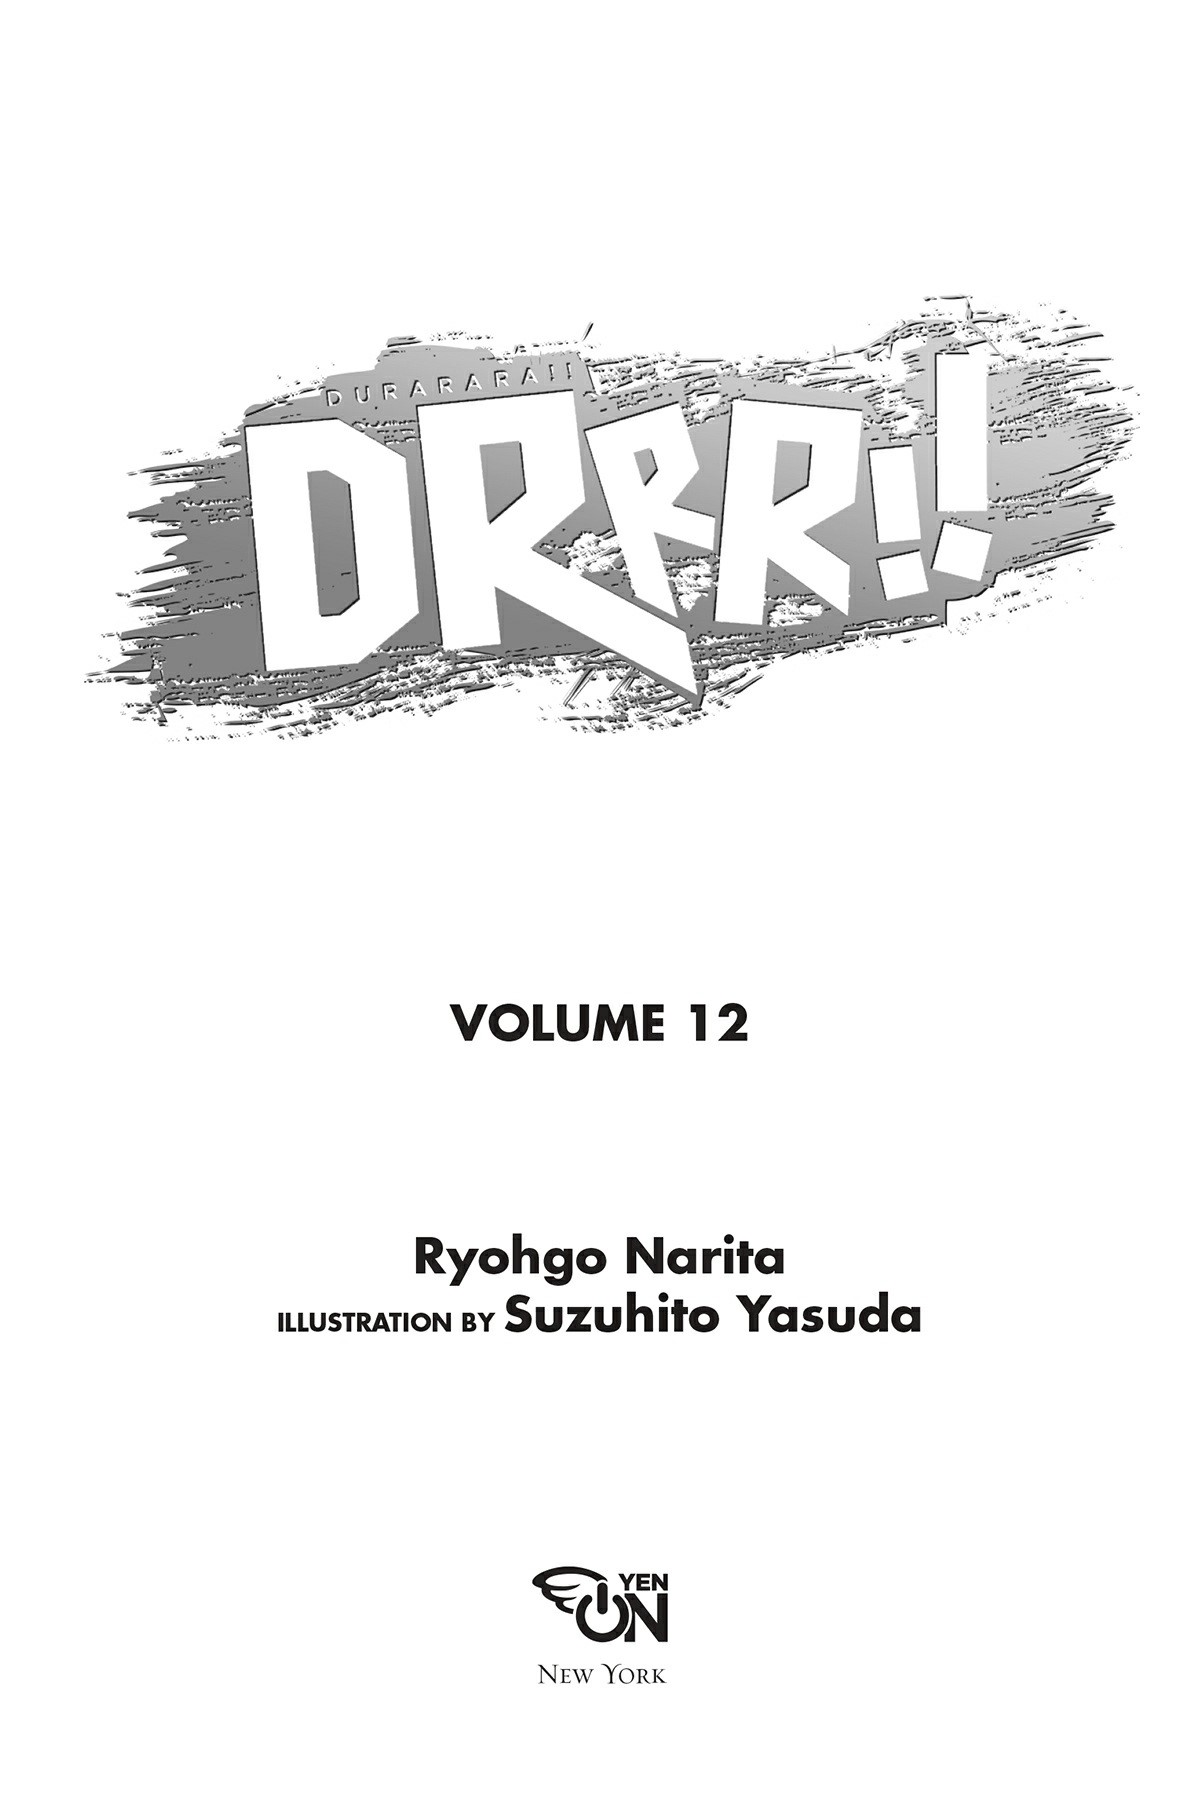 DURARARA!!
DRRR!!
VOLUME 12
Ryohgo Narita
ILLUSTRATION BY Suzuhito Yasuda
YEN
ON
NEW YORK